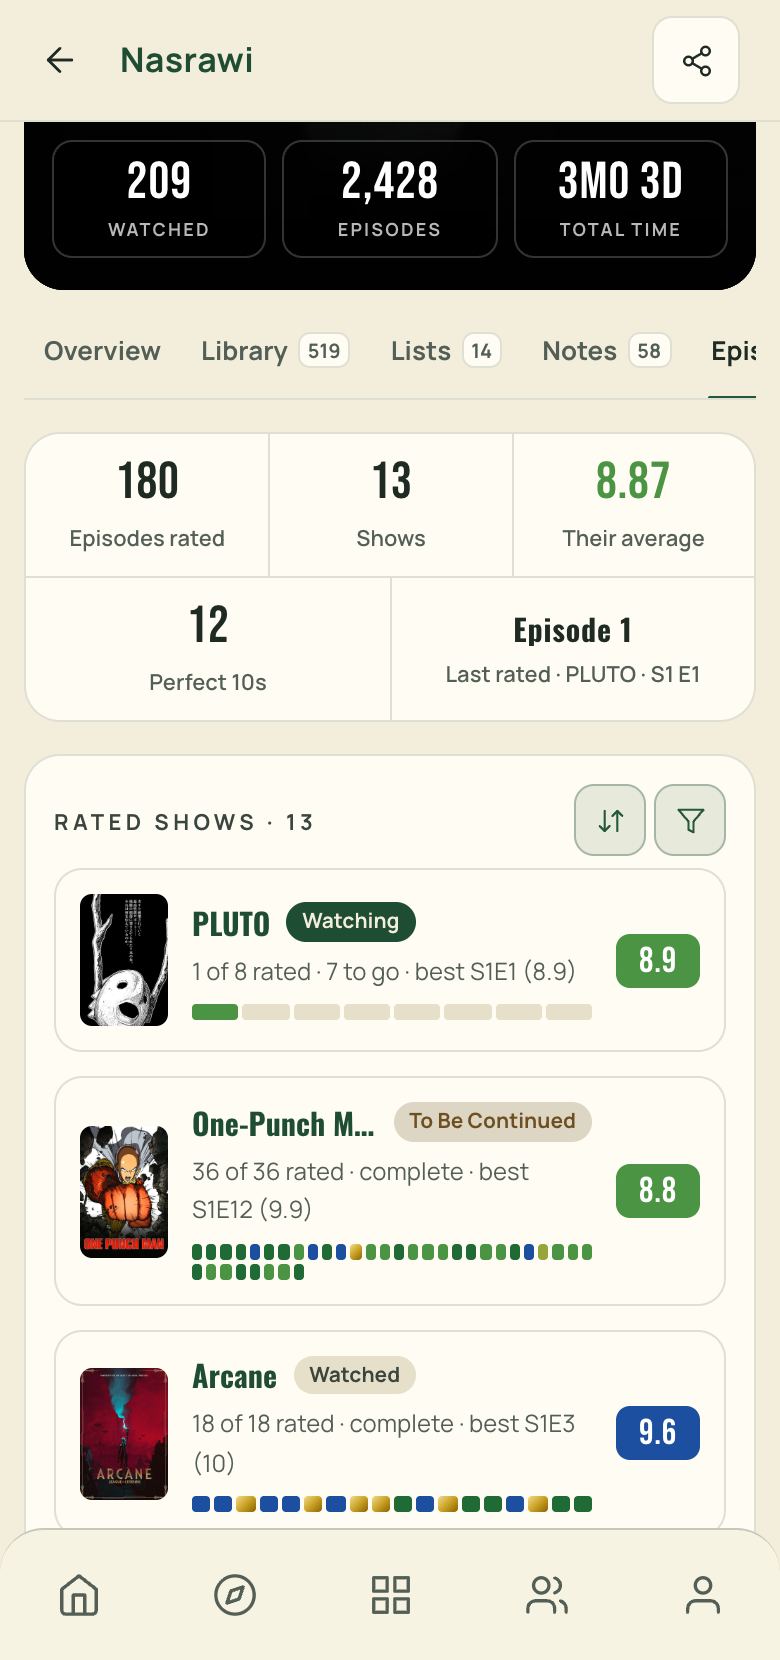 Nasrawi
209
2,428
3MO 3D
WATCHED
EPISODES
TOTAL TIME
Overview
Library 519
Lists 14
Notes 58
Epis
180
13
8.87
Episodes rated
Shows
Their average
12
Episode 1
Perfect 10s
Last rated · PLUTO · S1 E1
RATED SHOWS · 13
PLUTO Watching
1 of 8 rated · 7 to go · best S1E1 (8.9)
8.9
One-Punch M... To Be Continued
36 of 36 rated · complete · best
S1E12 (9.9)
8.8
ONE PUNCH MAN
Arcane Watched
18 of 18 rated · complete · best S1E3
(10)
9.6
ARCANE